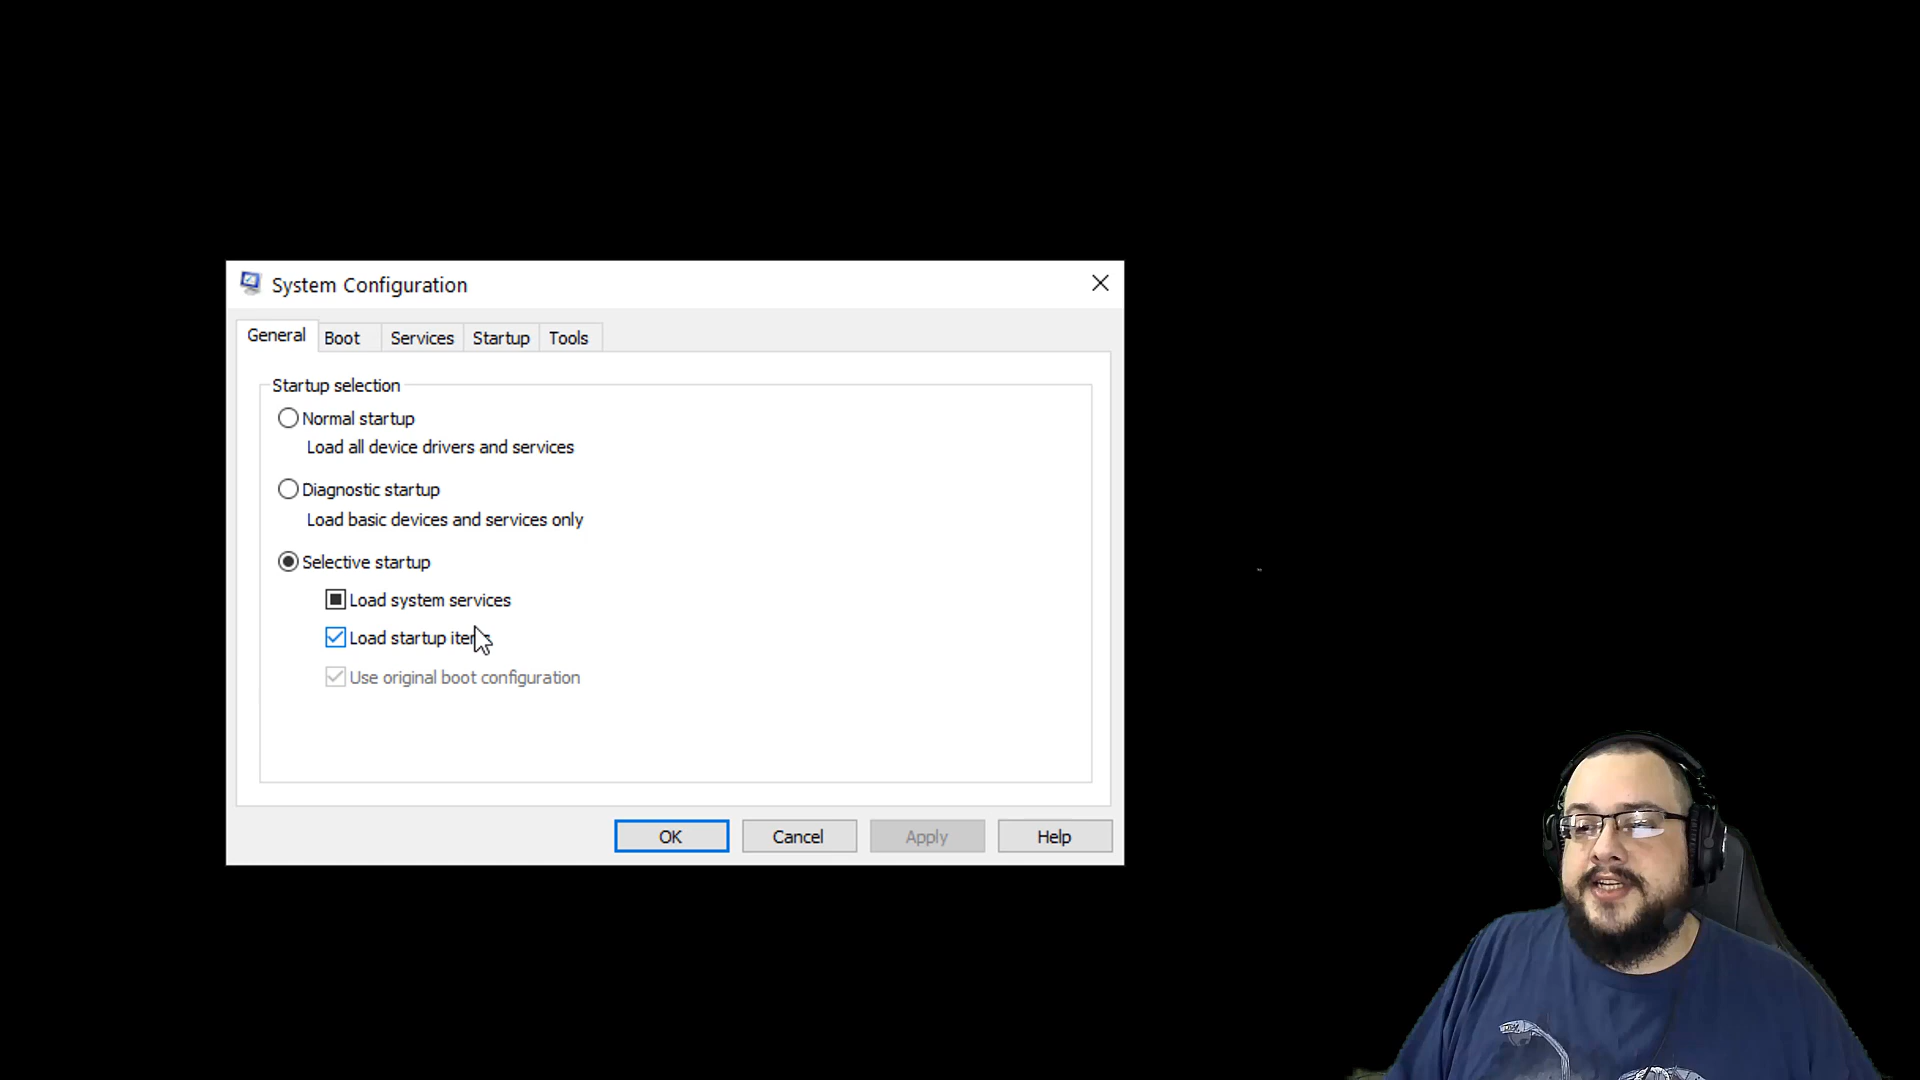 System Configuration
General
Boot
Services
Startup
Tools
Startup selection
Normal startup
Load all device drivers and services
Diagnostic startup
Load basic devices and services only
Selective startup
Load system services
Load startup items
Use original boot configuration
OK
Cancel
Apply
Help